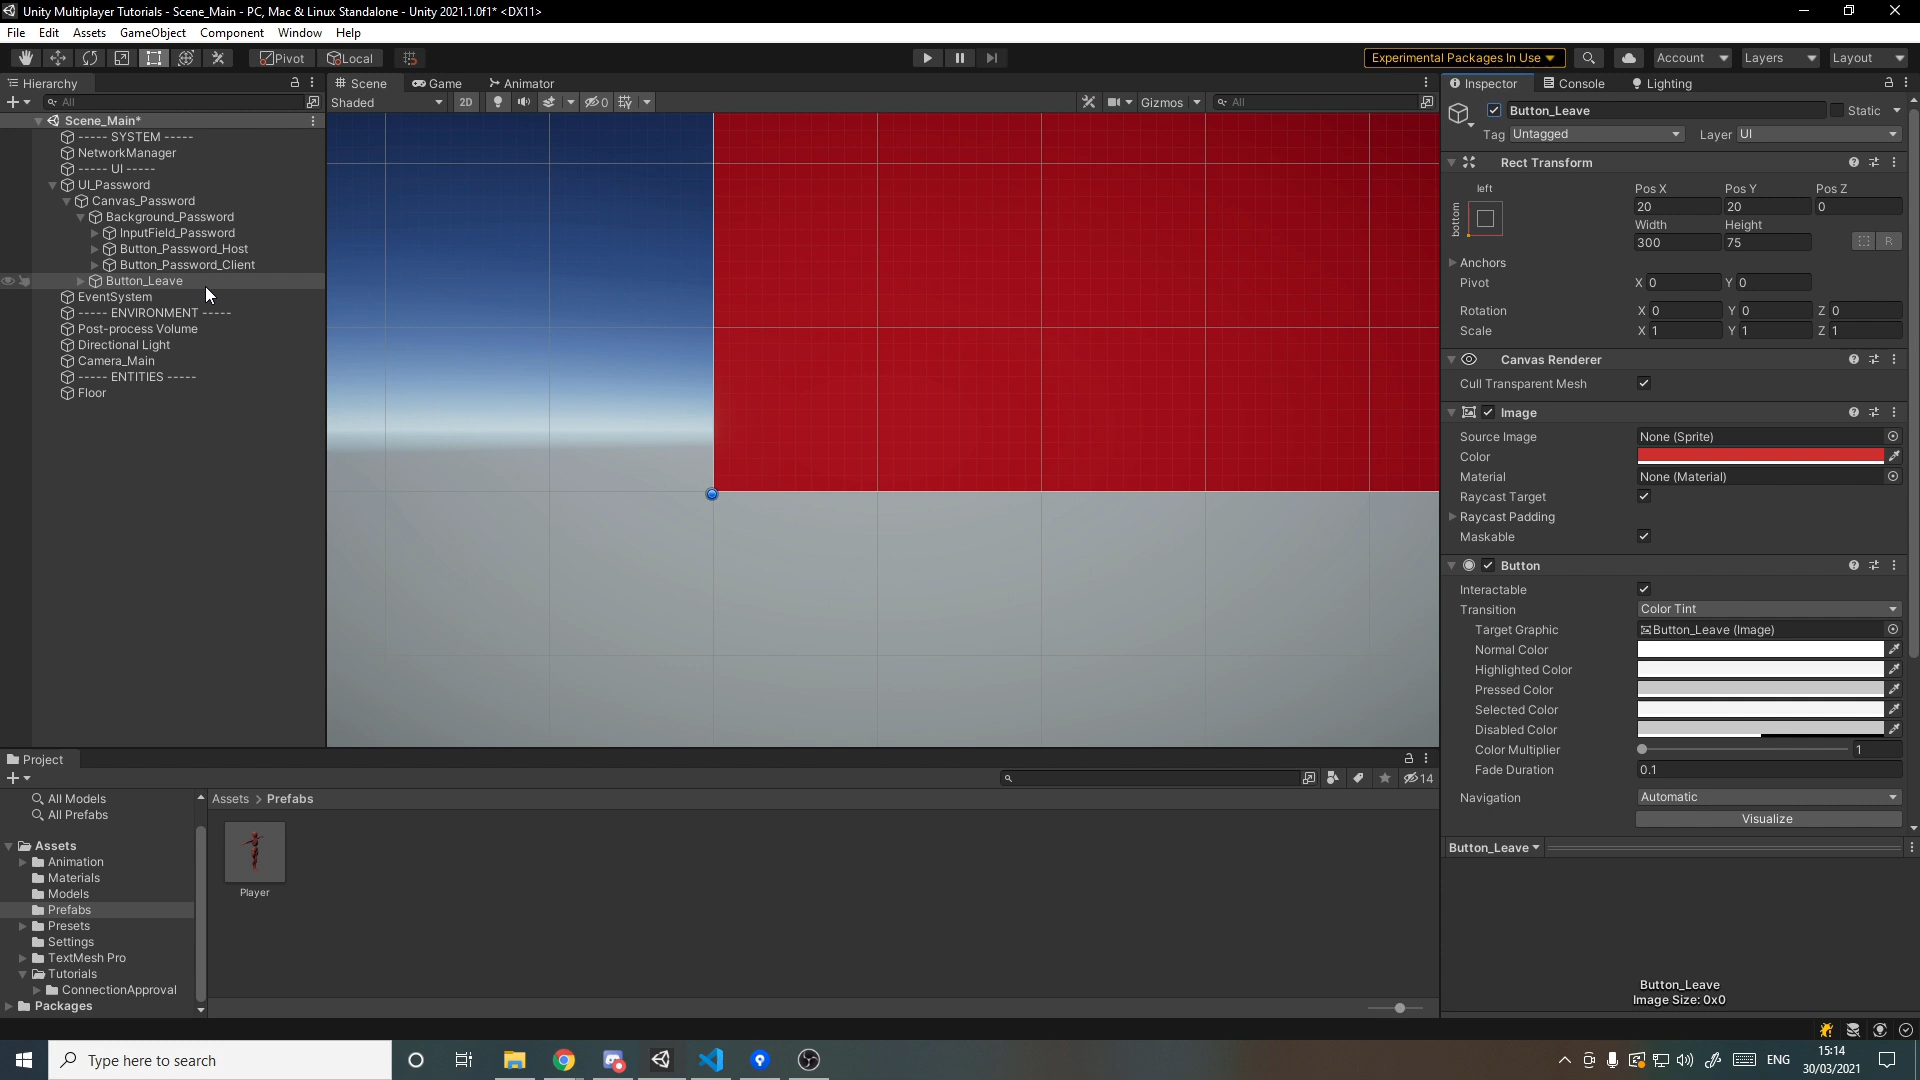 Unity Multiplayer Tutorials - Scene_Main - PC, Mac & Linux Standalone - Unity 2021.1.0f1* <DX11>
File Edit Assets GameObject Component Window Help
Pivot Local
Experimental Packages In Use Account Layers Layout
Hierarchy
Scene Game Animator
Inspector Console Lighting
All
Shaded 2D 0 Gizmos All
Scene_Main*
----- SYSTEM -----
NetworkManager
----- UI -----
UI_Password
Canvas_Password
Background_Password
InputField_Password
Button_Password_Host
Button_Password_Client
Button_Leave
EventSystem
----- ENVIRONMENT -----
Post-process Volume
Directional Light
Camera_Main
----- ENTITIES -----
Floor
Button_Leave Static
Tag Untagged Layer UI
Rect Transform
left
bottom
Pos X Pos Y Pos Z
20 20 0
Width Height
300 75 R
Anchors
Pivot X 0 Y 0
Rotation X 0 Y 0 Z 0
Scale X 1 Y 1 Z 1
Canvas Renderer
Cull Transparent Mesh
Image
Source Image None (Sprite)
Color
Material None (Material)
Raycast Target
Raycast Padding
Maskable
Button
Interactable
Transition Color Tint
Target Graphic Button_Leave (Image)
Normal Color
Highlighted Color
Pressed Color
Selected Color
Disabled Color
Color Multiplier 1
Fade Duration 0.1
Navigation Automatic
Visualize
Button_Leave
Button_Leave
Image Size: 0x0
Project
14
All Models
All Prefabs
Assets
Animation
Materials
Models
Prefabs
Presets
Settings
TextMesh Pro
Tutorials
ConnectionApproval
Packages
Assets > Prefabs
Player
Type here to search
ENG
15:14
30/03/2021